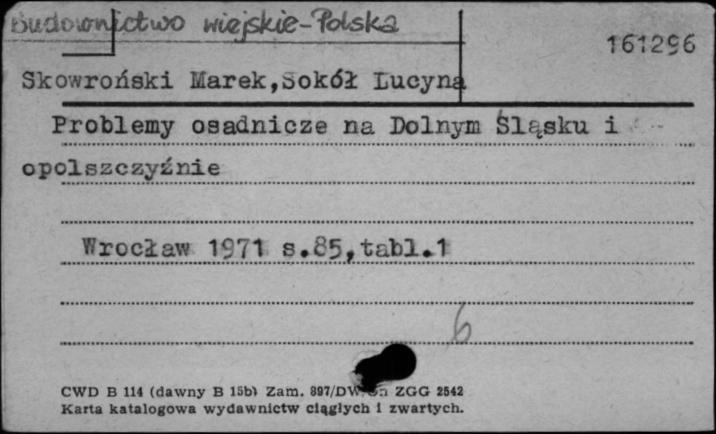 Budownictwo wiejskie-Polska
161296
Skowroński Marek,Sokół Lucyna
Problemy osadnicze na Dolnym Śląsku i
opolszczyźnie
Wrocław 1971 s.85,tabl.1
6
CWD B 114 (dawny B 15b) Zam. 897/DW ZGG 2542
Karta katalogowa wydawnictw ciągłych i zwartych.